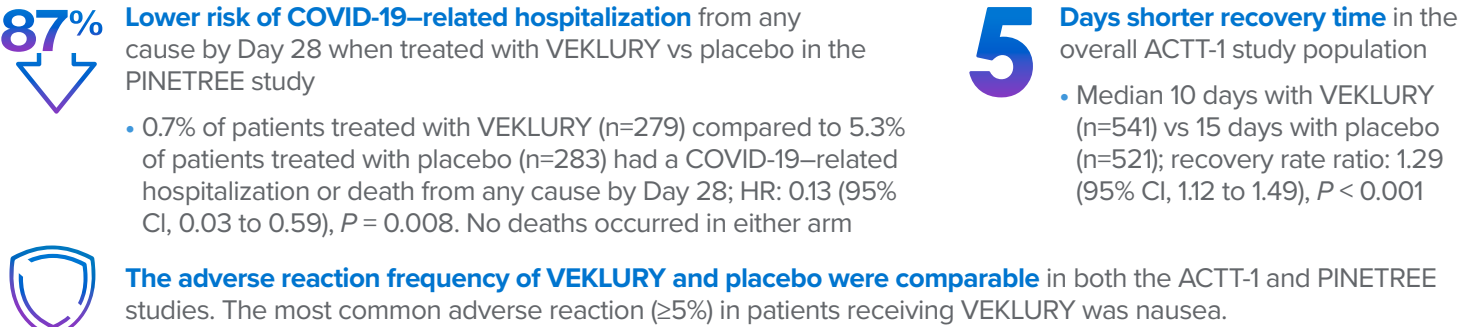 87%
Lower risk of COVID-19–related hospitalization from any
cause by Day 28 when treated with VEKLURY vs placebo in the
PINETREE study
• 0.7% of patients treated with VEKLURY (n=279) compared to 5.3%
of patients treated with placebo (n=283) had a COVID-19–related
hospitalization or death from any cause by Day 28; HR: 0.13 (95%
CI, 0.03 to 0.59), P = 0.008. No deaths occurred in either arm
5
Days shorter recovery time in the
overall ACTT-1 study population
• Median 10 days with VEKLURY
(n=541) vs 15 days with placebo
(n=521); recovery rate ratio: 1.29
(95% CI, 1.12 to 1.49), P < 0.001
The adverse reaction frequency of VEKLURY and placebo were comparable in both the ACTT-1 and PINETREE
studies. The most common adverse reaction (≥5%) in patients receiving VEKLURY was nausea.